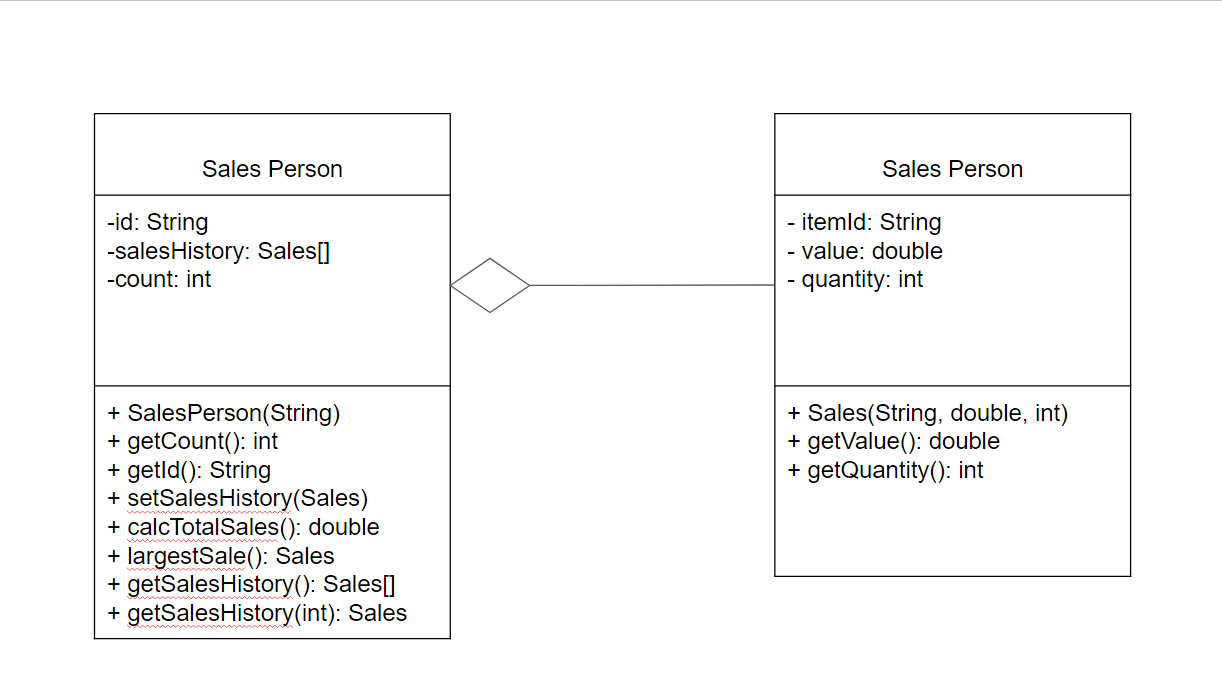 Sales Person
-id: String
-salesHistory: Sales[]
-count: int
+ SalesPerson(String)
+ getCount(): int
+ getId(): String
+ setSalesHistory(Sales)
+ calcTotalSales(): double
+ largestSale(): Sales
+ getSalesHistory(): Sales[]
+ getSalesHistory(int): Sales
Sales Person
- itemId: String
- value: double
- quantity: int
+ Sales(String, double, int)
+ getValue(): double
+ getQuantity(): int